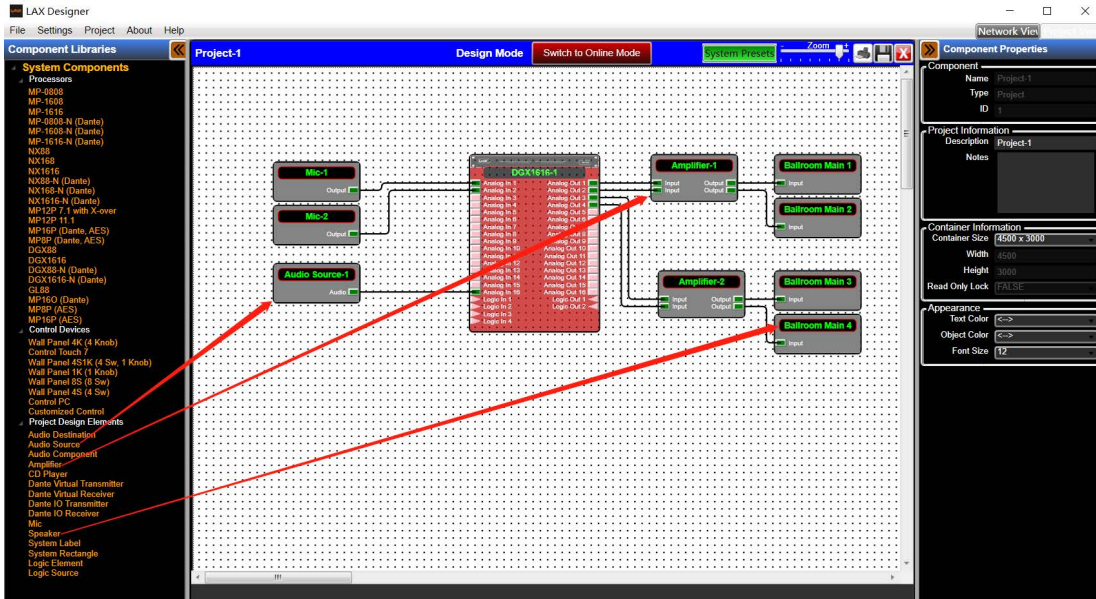 LAX Designer
File Settings Project About Help
Network View
Component Libraries
Project-1
Design Mode
Switch to Online Mode
System Presets
Zoom
Component Properties
System Components
Processors
MP-0808
MP-1608
MP-1616
MP-0808-N (Dante)
MP-1608-N (Dante)
MP-1616-N (Dante)
NX88
NX168
NX1616
NX88-N (Dante)
NX168-N (Dante)
NX1616-N (Dante)
MP12P 7.1 with X-over
MP12P 11.1
MP16P (Dante, AES)
MP8P (Dante, AES)
DGX88
DGX1616
DGX88-N (Dante)
DGX1616-N (Dante)
GL88
MP16O (Dante)
MP8P (AES)
MP16P (AES)
Control Devices
Wall Panel 4K (4 Knob)
Control Touch 7
Wall Panel 4S1K (4 Sw, 1 Knob)
Wall Panel 1K (1 Knob)
Wall Panel 8S (8 Sw)
Wall Panel 4S (4 Sw)
Control PC
Customized Control
Project Design Elements
Audio Destination
Audio Source
Audio Component
Amplifier
CD Player
Dante Virtual Transmitter
Dante Virtual Receiver
Dante IO Transmitter
Dante IO Receiver
Mic
Speaker
System Label
System Rectangle
Logic Element
Logic Source
Mic-1
Output
Mic-2
Output
Audio Source-1
Audio
DGX1616-1
Analog In 1 Analog Out 1
Analog In 2 Analog Out 2
Analog In 3 Analog Out 3
Analog In 4 Analog Out 4
Analog In 5 Analog Out 5
Analog In 6 Analog Out 6
Analog In 7 Analog Out
Analog In 8 Analog Out 8
Analog In 9 Analog Out 9
Analog In 10 Analog Out 10
Analog Out 11
Analog In 12 Analog Out 12
Analog In 13 Analog Out 13
Analog In 14 Analog Out 14
Analog In 15 Analog Out 15
Analog In 16 Analog Out 16
Logic In 1 Logic Out 1
Logic In 2 Logic Out 2
Logic In 3
Logic In 4
Amplifier-1
Input Output
Input Output
Amplifier-2
Input Output
Input Output
Ballroom Main 1
Input
Ballroom Main 2
Input
Ballroom Main 3
Input
Ballroom Main 4
Input
Component
Name Project-1
Type Project
ID 1
Project Information
Description Project-1
Notes
Container Information
Container Size 4500 x 3000
Width 4500
Height 3000
Read Only Lock FALSE
Appearance
Text Color <-->
Object Color <-->
Font Size 12